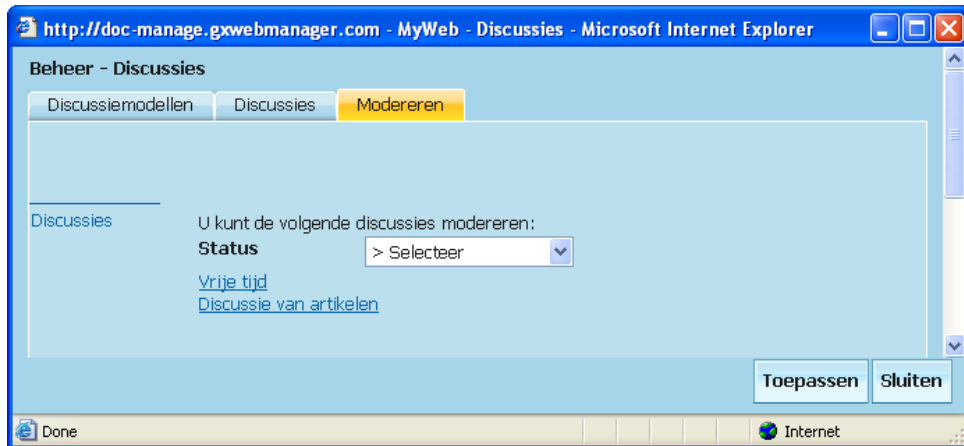 http://doc-manage.gxwebmanager.com - MyWeb - Discussies - Microsoft Internet Explorer
Beheer - Discussies
Discussiemodellen Discussies Modereren
Discussies U kunt de volgende discussies modereren:
Status > Selecteer
Vrije tijd
Discussie van artikelen
Toepassen Sluiten
Done Internet